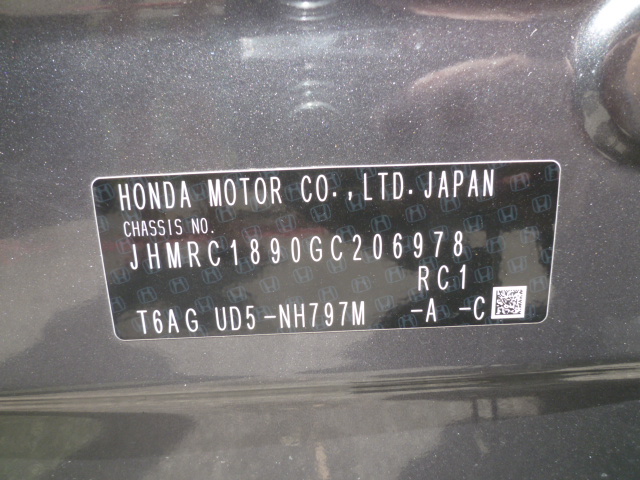 HONDA MOTOR CO.,LTD.JAPAN
CHASSIS NO.
JHMRC1890GC206978
RC1
T6AG UD5-NH797M -A -C